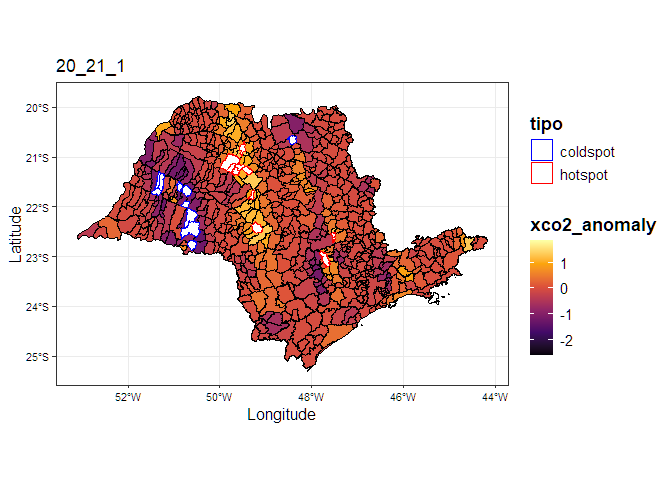 20_21_1
20°S
21°S
22°S
23°S
24°S
25°S
Latitude
52°W
50°W
48°W
46°W
44°W
Longitude
tipo
coldspot
hotspot
xco2_anomaly
1
0
-1
-2